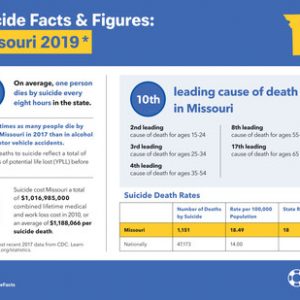 cide Facts & Figures:
souri 2019 *
On average, one person
dies by suicide every
eight hours in the state.
times as many people die by
Missouri in 2017 than in alcohol
otor vehicle accidents.
eaths to suicide reflect a total of
of potential life lost (YPLL) before
Suicide cost Missouri a total
of $1,016,985,000
combined lifetime medical
and work loss cost in 2010, or
an average of $1,188,066 per
suicide death.
10th
leading cause of death
in Missouri
2nd leading
cause of death for ages 15-24
3rd leading
cause of death for ages 25-34
4th leading
cause of death for ages 35-54
8th leading
cause of death for ages 55-
17th leading
cause of death for ages 65
Suicide Death Rates
Number of Deaths
by Suicide
Rate per 100,000
Population
State R
Missouri
1,151
18.49
18
Nationally
47,173
14.00
st recent 2017 data from CDC. Learn
org/statistics.
eFacts